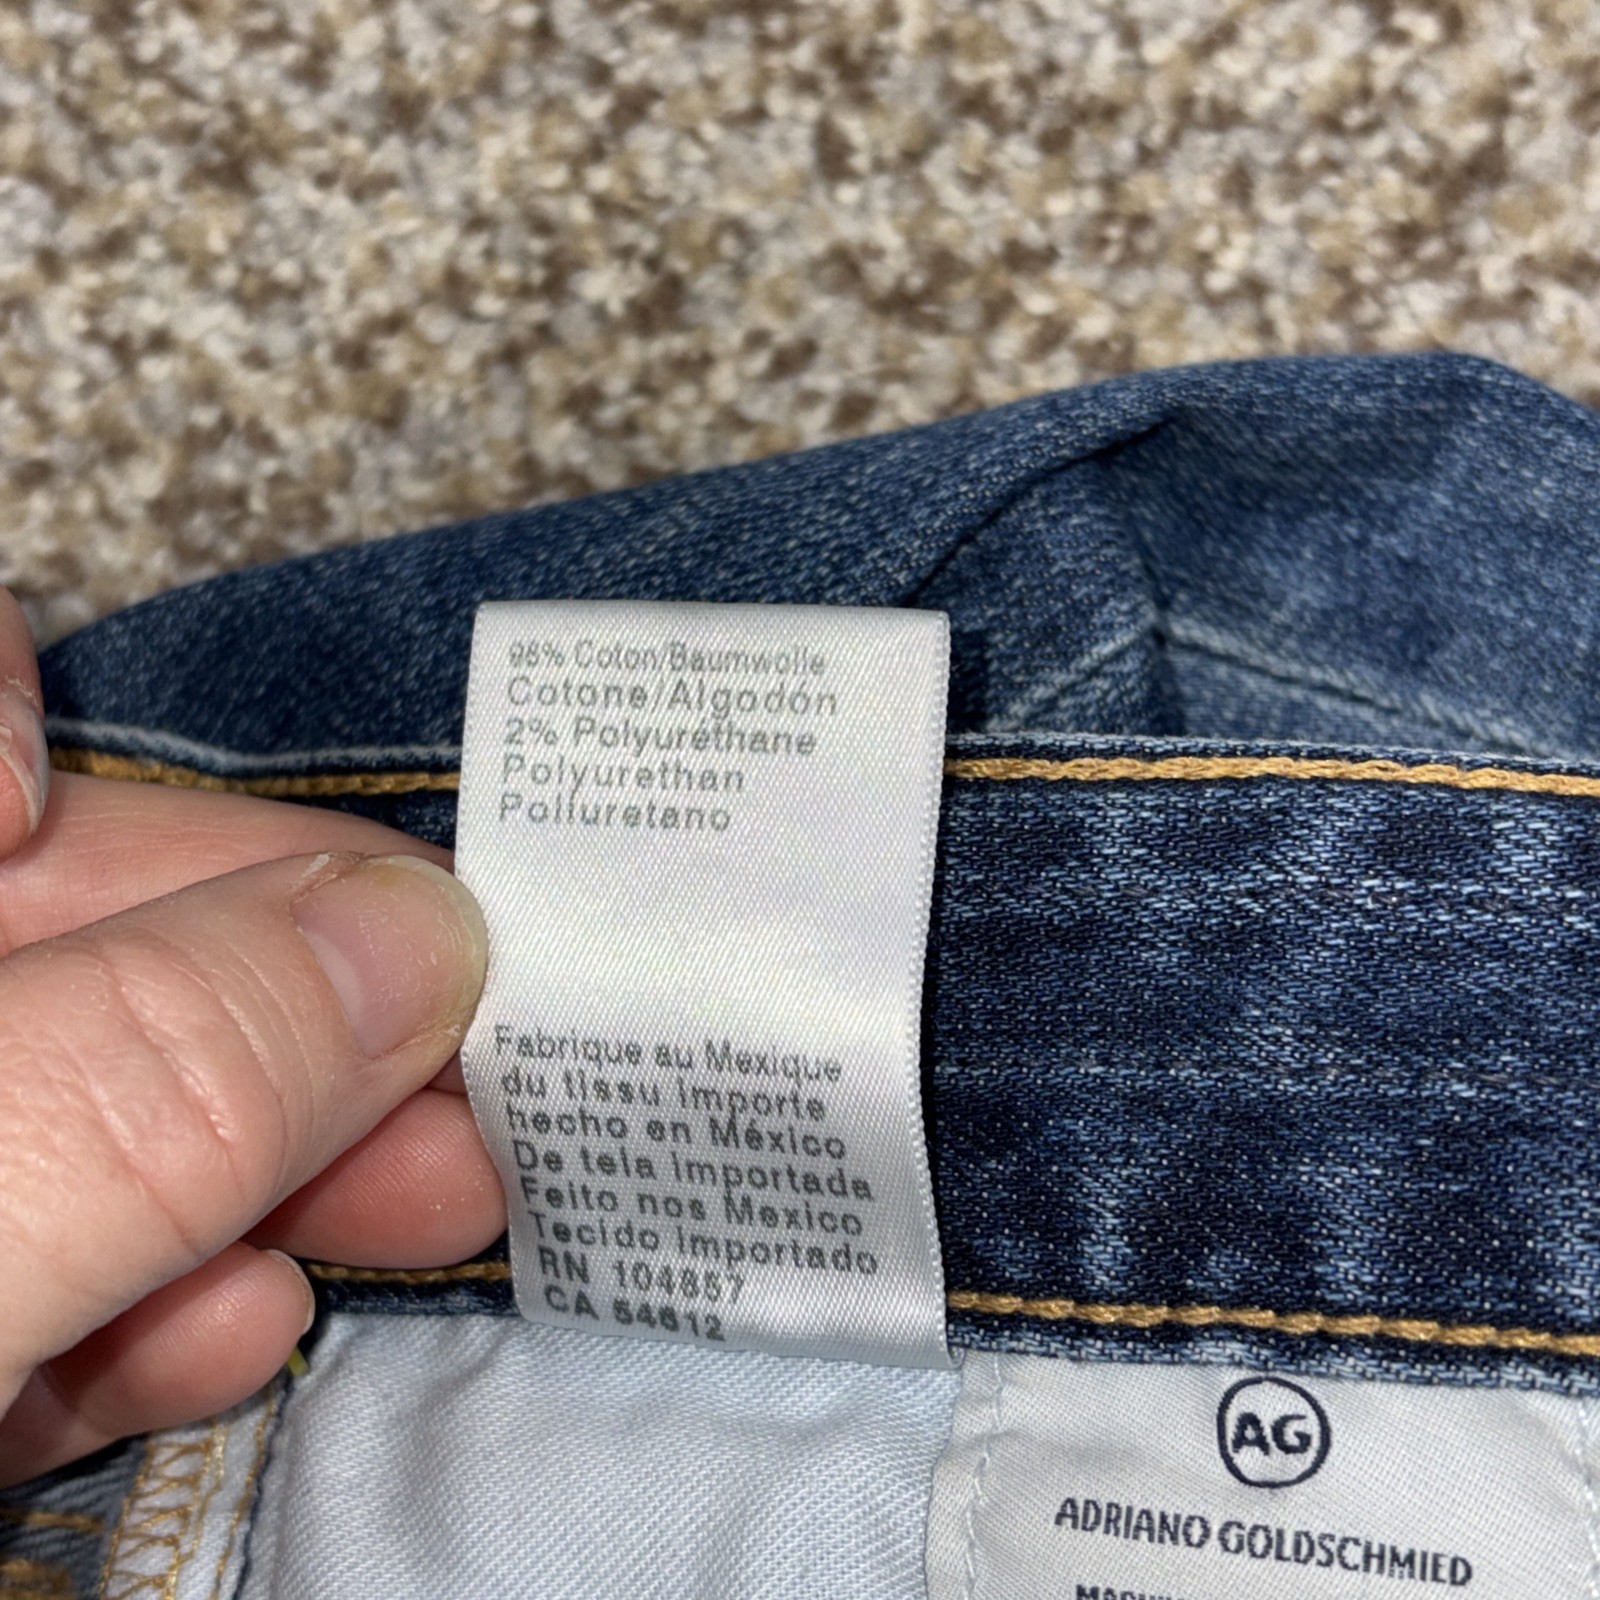 98% Coton/Baumwolle
Cotone/Algodón
2% Polyuréthane
Polyurethan
Poliuretano
Fabrique au Mexique
du tissu importe
hecho en México
De tela importada
Feito nos Mexico
Tecido importado
RN 104857
CA 54612
AG
ADRIANO GOLDSCHMIED